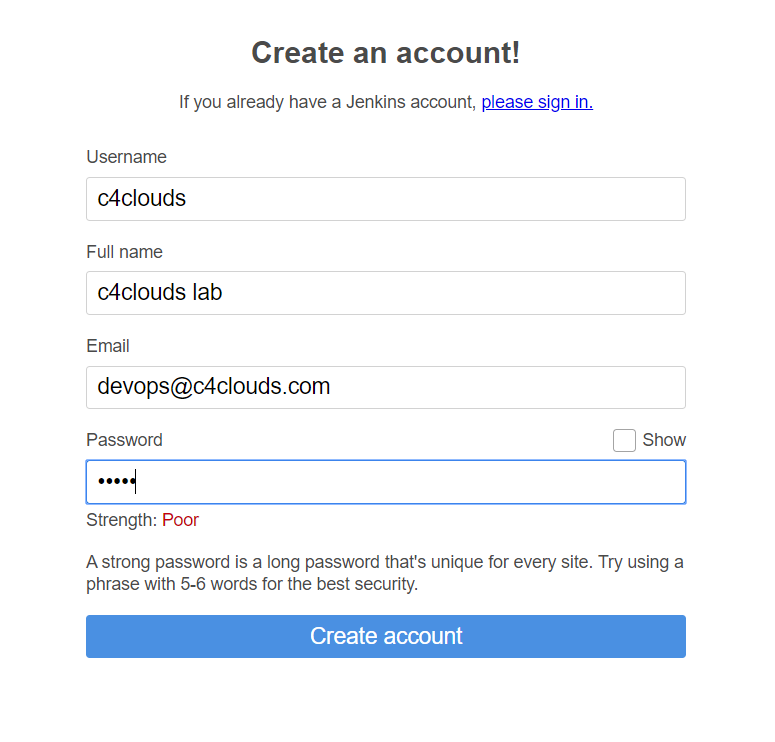 Create an account!
If you already have a Jenkins account, please sign in.
Username
c4clouds
Full name
c4clouds lab
Email
devops@c4clouds.com
Password Show
•••••
Strength: Poor
A strong password is a long password that's unique for every site. Try using a
phrase with 5-6 words for the best security.
Create account